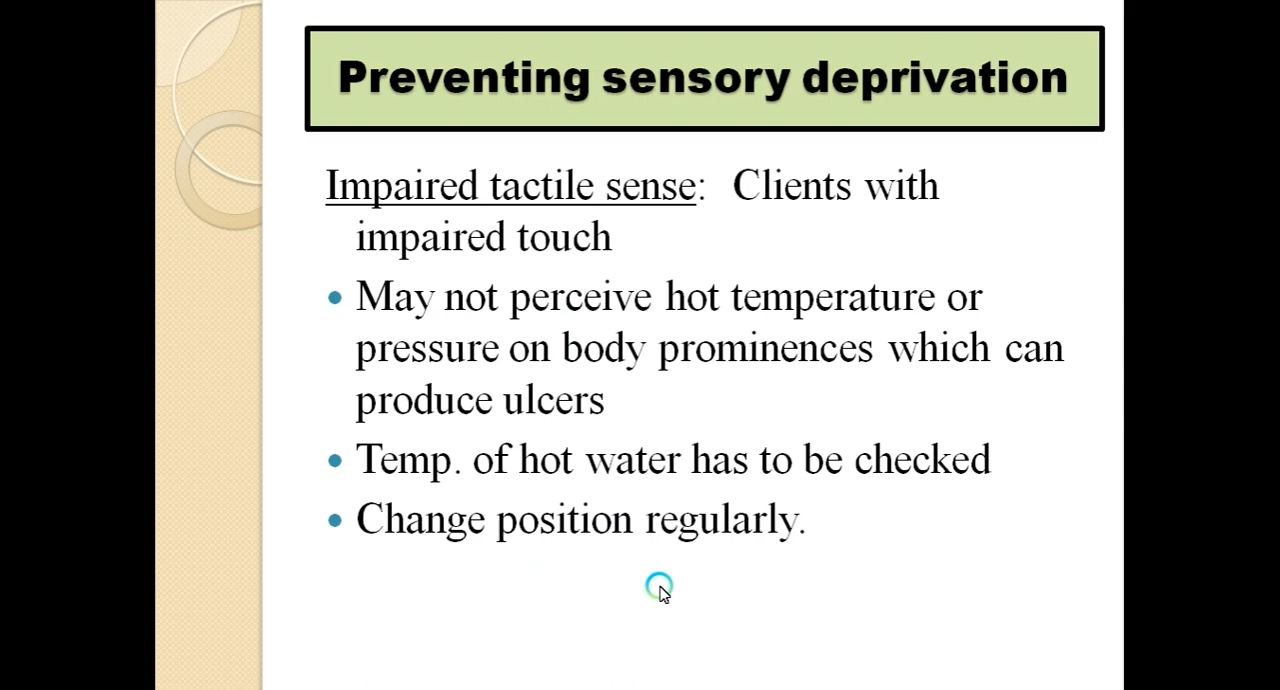 Preventing sensory deprivation
Impaired tactile sense: Clients with
impaired touch
• May not perceive hot temperature or
pressure on body prominences which can
produce ulcers
• Temp. of hot water has to be checked
• Change position regularly.